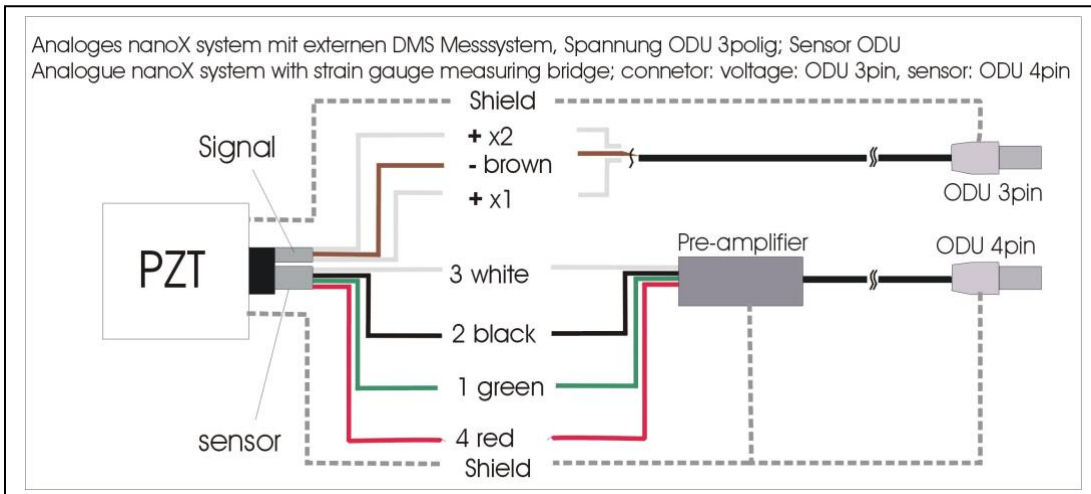 Analoges nanoX system mit externen DMS Messsystem, Spannung ODU 3polig; Sensor ODU
Analogue nanoX system with strain gauge measuring bridge; connetor: voltage: ODU 3pin, sensor: ODU 4pin
Shield
+ x2
Signal
- brown
+ x1
ODU 3pin
PZT
Pre-amplifier
ODU 4pin
3 white
2 black
1 green
sensor
4 red
Shield